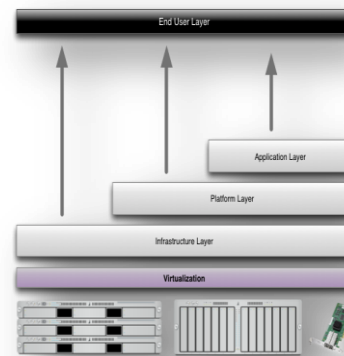 End User Layer
Application Layer
Platform Layer
Infrastructure Layer
Virtualization